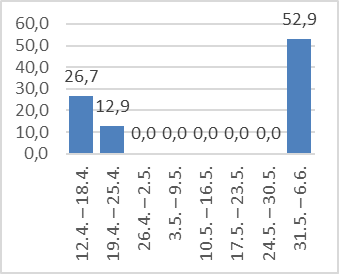 60,0
50,0
40,0
30,0
20,0
10,0
0,0
26,7
12,9
0,0
0,0
0,0
0,0
0,0
52,9
12.4. – 18.4.
19.4. – 25.4.
26.4. – 2.5.
3.5. – 9.5.
10.5. – 16.5.
17.5. – 23.5.
24.5. – 30.5.
31.5. – 6.6.